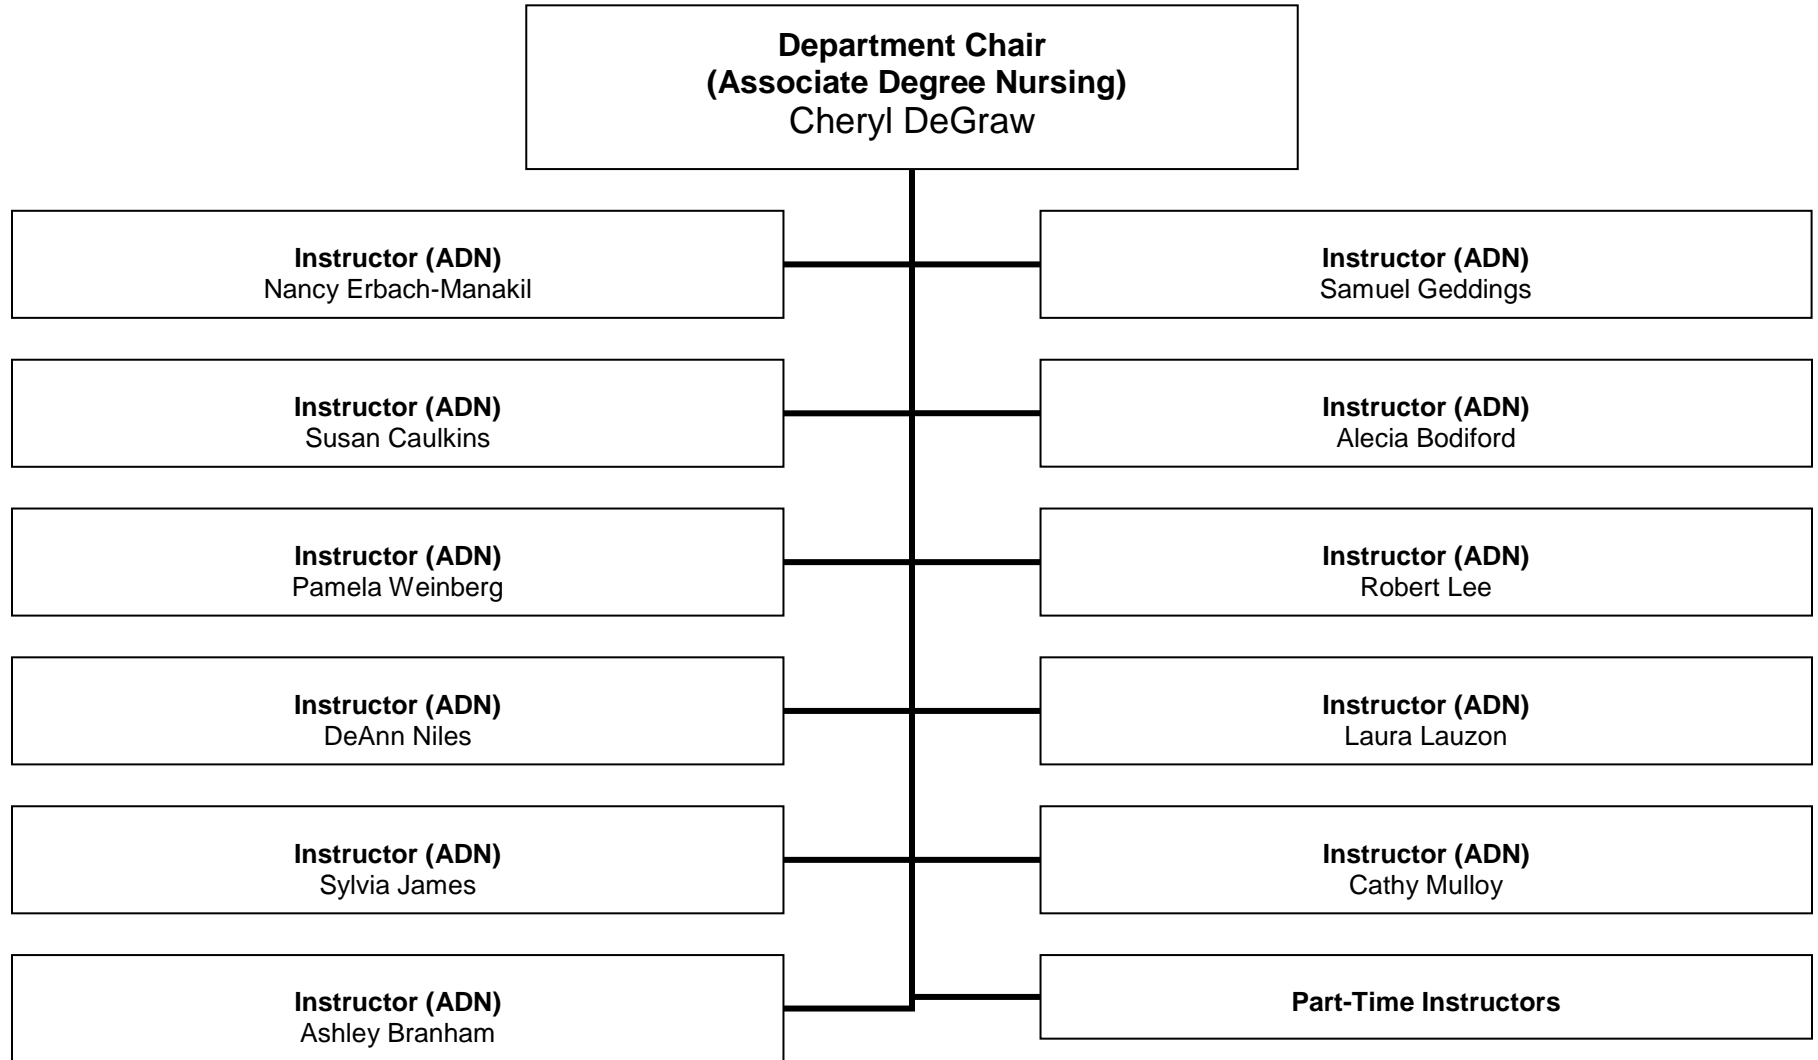 Department Chair
(Associate Degree Nursing)
Cheryl DeGraw
Instructor (ADN)
Nancy Erbach-Manakil
Instructor (ADN)
Samuel Geddings
Instructor (ADN)
Susan Caulkins
Instructor (ADN)
Alecia Bodiford
Instructor (ADN)
Pamela Weinberg
Instructor (ADN)
Robert Lee
Instructor (ADN)
DeAnn Niles
Instructor (ADN)
Laura Lauzon
Instructor (ADN)
Sylvia James
Instructor (ADN)
Cathy Mulloy
Instructor (ADN)
Ashley Branham
Part-Time Instructors